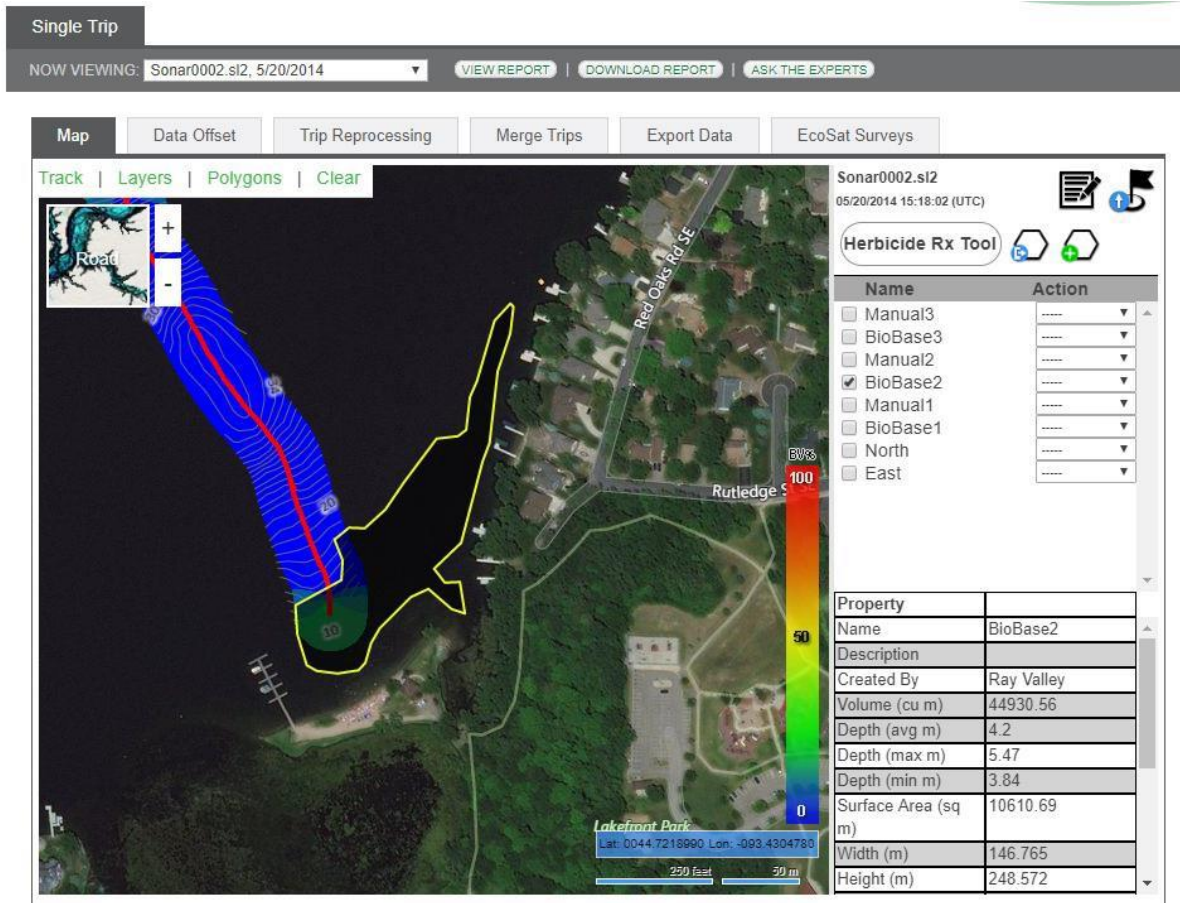 Single Trip
NOW VIEWING: Sonar0002.sl2, 5/20/2014 VIEW REPORT | DOWNLOAD REPORT | ASK THE EXPERTS
Map Data Offset Trip Reprocessing Merge Trips Export Data EcoSat Surveys
Track | Layers | Polygons | Clear
Road
+
-
30
34
20
10
Red Oaks Rd SE
Rutledge S
BV%
100
50
0
Lakefront Park
Lat: 0044.7218990 Lon: -093.4304780
250 feet 50 m
Sonar0002.sl2
05/20/2014 15:18:02 (UTC)
Herbicide Rx Tool
E
Name Action
Manual3 -----
BioBase3 -----
Manual2 -----
BioBase2 -----
Manual1 -----
BioBase1 -----
North -----
East -----
Property
Name BioBase2
Description
Created By Ray Valley
Volume (cu m) 44930.56
Depth (avg m) 4.2
Depth (max m) 5.47
Depth (min m) 3.84
Surface Area (sq
m) 10610.69
Width (m) 146.765
Height (m) 248.572